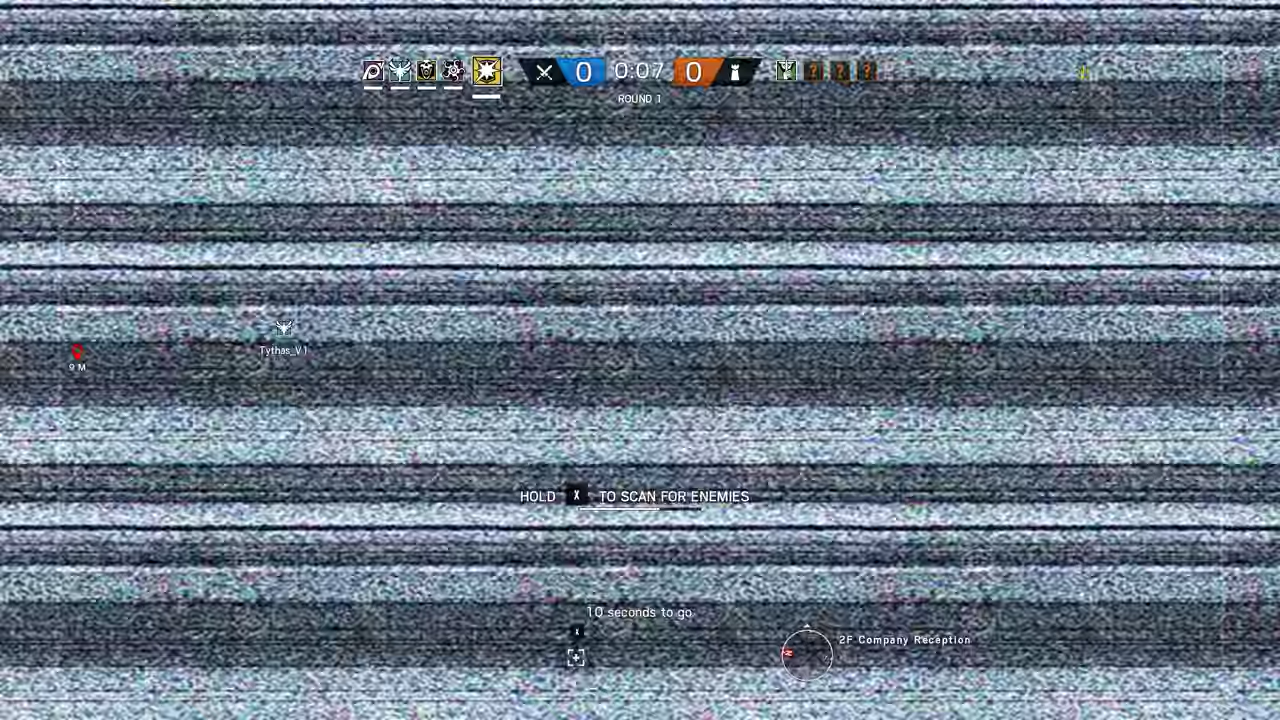 0 0:07 0
ROUND 1
? ? ?
Tythas_V1
9 M
HOLD X TO SCAN FOR ENEMIES
10 seconds to go
X
2F Company Reception